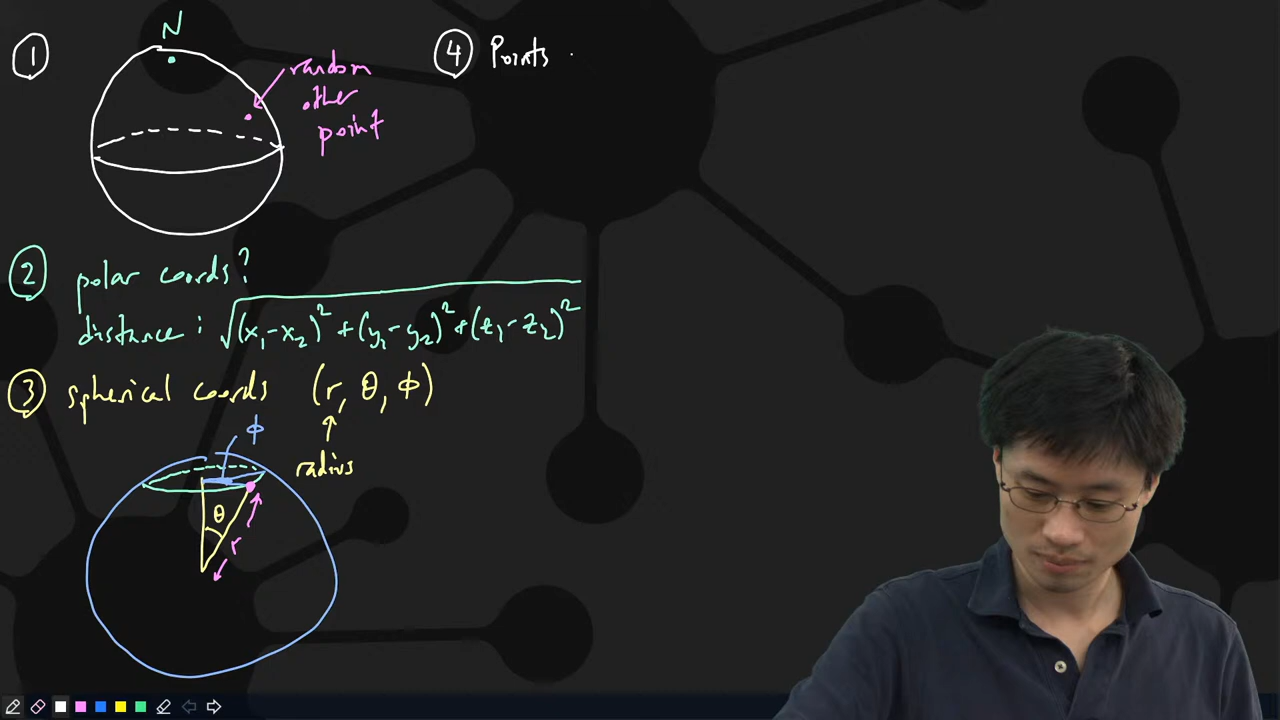 ① N
random
other
point
② polar coords?
distance: √(x₁-x₂)² + (y₁-y₂)² + (z₁-z₂)²
③ spherical coords (r, θ, ϕ)
ϕ
radius
θ
r
④ Points